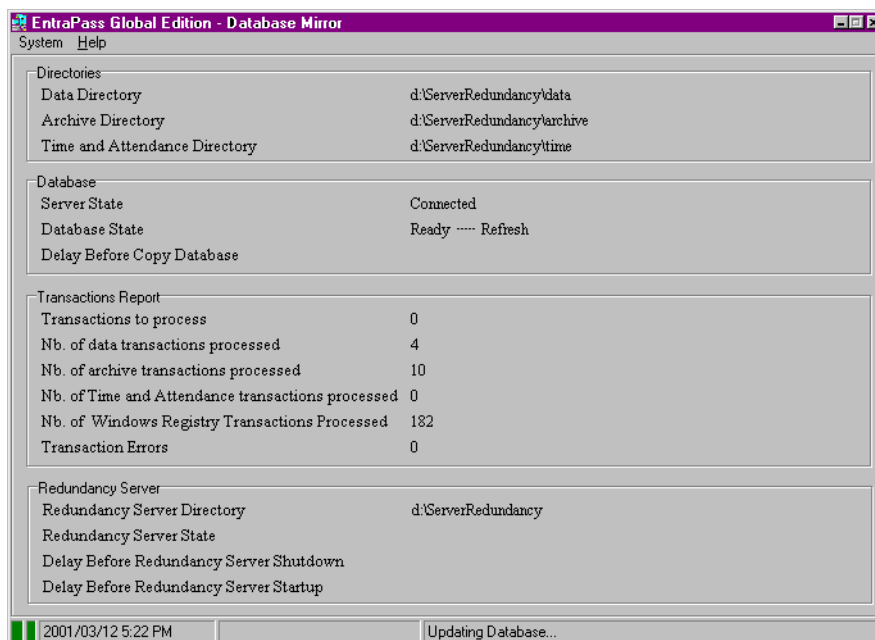 EntraPass Global Edition - Database Mirror
System Help
Directories
Data Directory d:\ServerRedundancy\data
Archive Directory d:\ServerRedundancy\archive
Time and Attendance Directory d:\ServerRedundancy\time
Database
Server State Connected
Database State Ready ----- Refresh
Delay Before Copy Database
Transactions Report
Transactions to process 0
Nb. of data transactions processed 4
Nb. of archive transactions processed 10
Nb. of Time and Attendance transactions processed 0
Nb. of Windows Registry Transactions Processed 182
Transaction Errors 0
Redundancy Server
Redundancy Server Directory d:\ServerRedundancy
Redundancy Server State
Delay Before Redundancy Server Shutdown
Delay Before Redundancy Server Startup
2001/03/12 5:22 PM Updating Database...